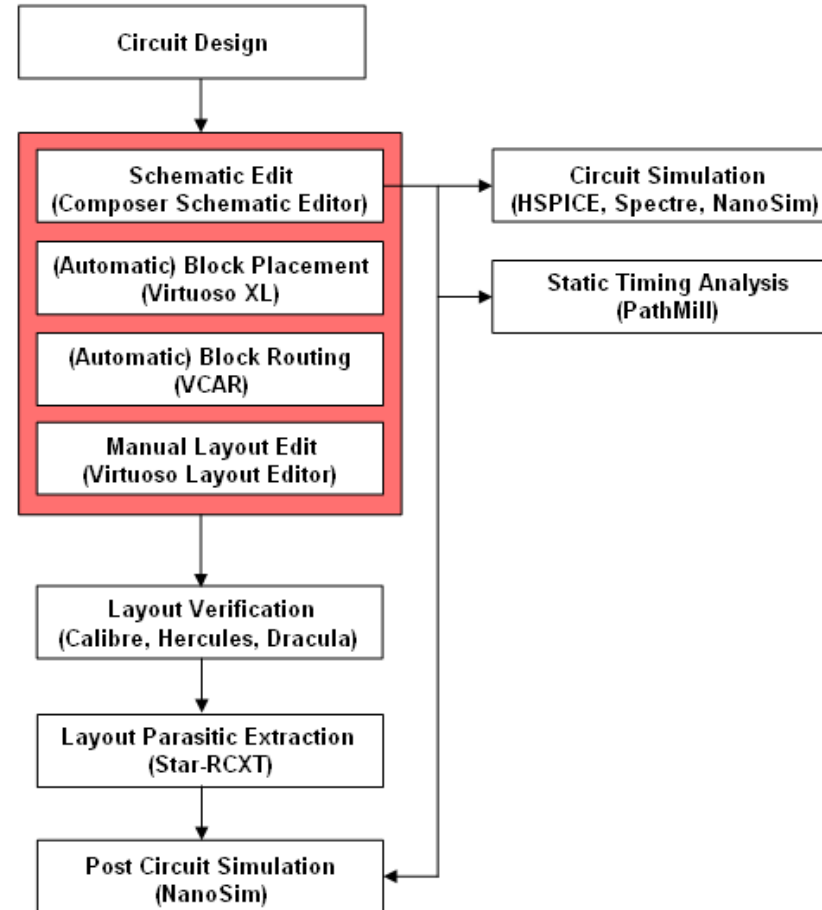 Circuit Design
Schematic Edit
(Composer Schematic Editor)
Circuit Simulation
(HSPICE, Spectre, NanoSim)
(Automatic) Block Placement
(Virtuoso XL)
Static Timing Analysis
(PathMill)
(Automatic) Block Routing
(VCAR)
Manual Layout Edit
(Virtuoso Layout Editor)
Layout Verification
(Calibre, Hercules, Dracula)
Layout Parasitic Extraction
(Star-RCXT)
Post Circuit Simulation
(NanoSim)